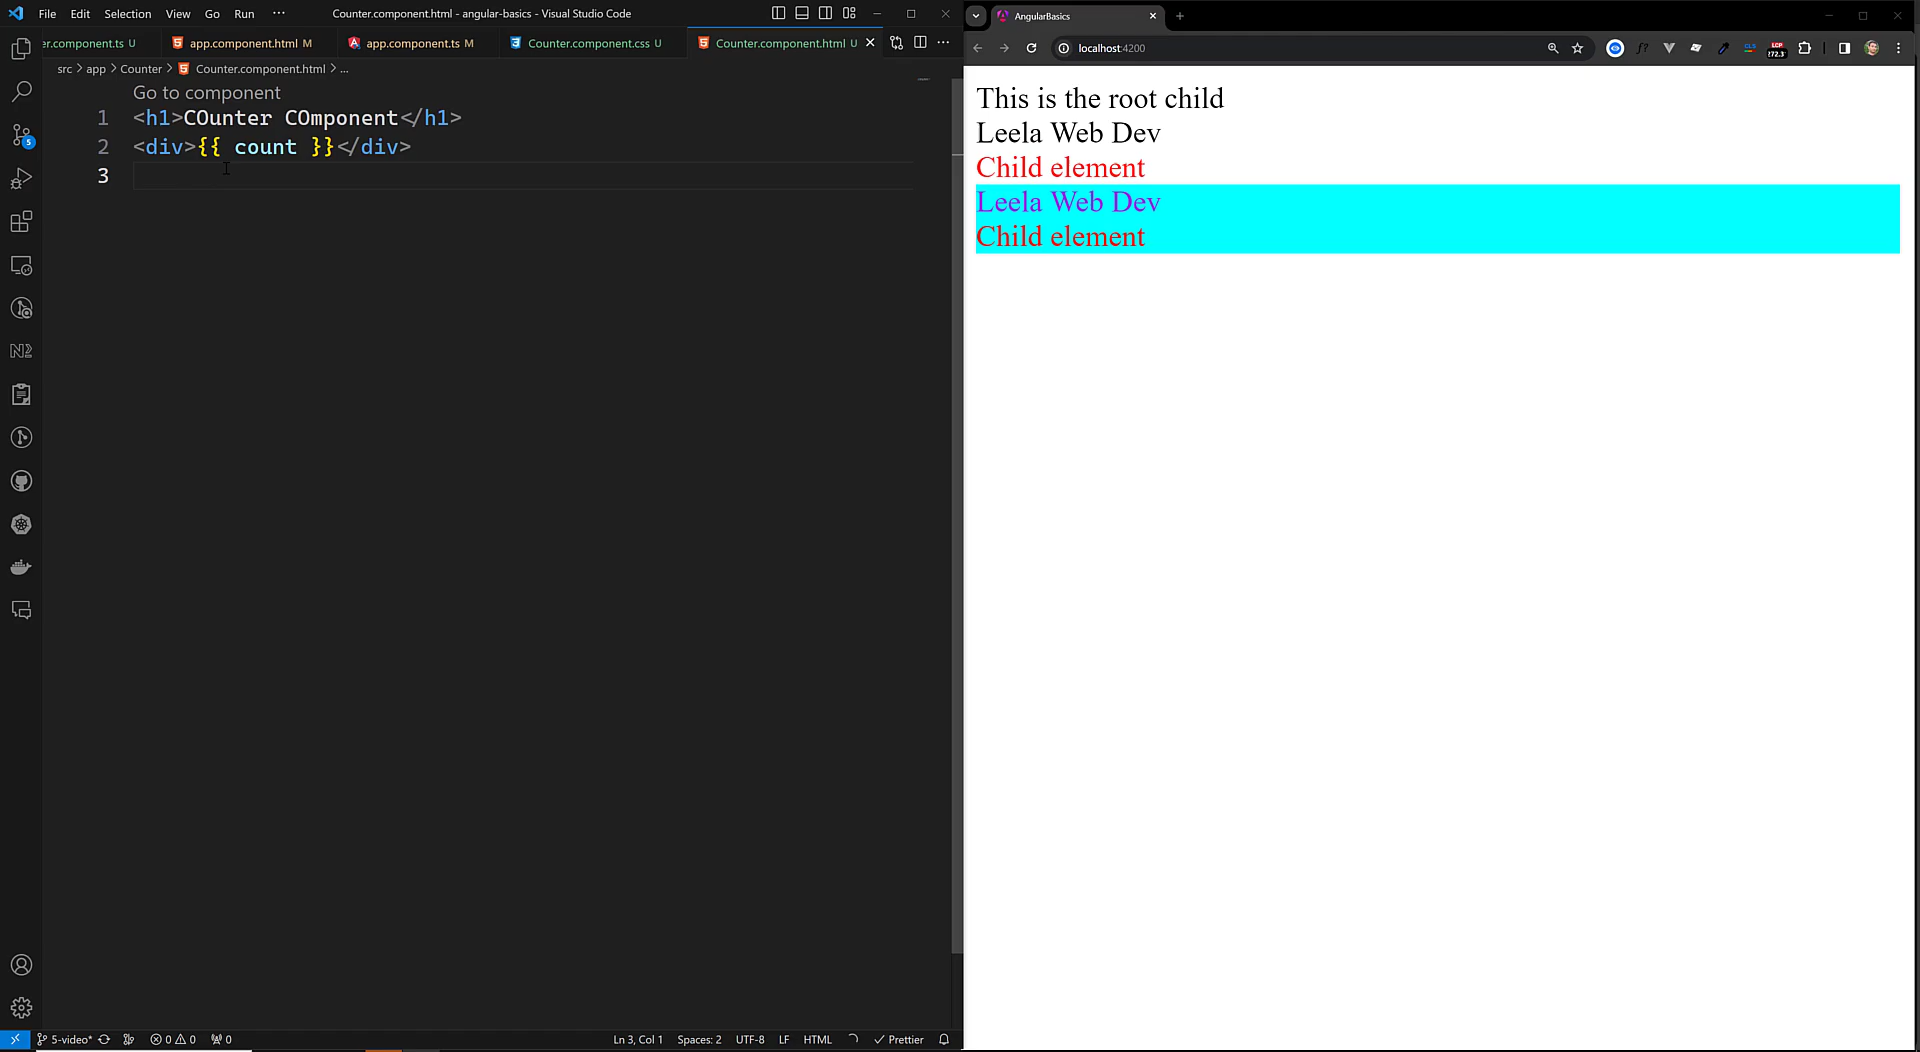 File Edit Selection View Go Run ··· Counter.component.html - angular-basics - Visual Studio Code
er.component.ts U app.component.html M app.component.ts M Counter.component.css U Counter.component.html U
src > app > Counter > Counter.component.html > ...
Go to component
1 <h1>COunter COmponent</h1>
2 <div>{{ count }}</div>
3
5
5-video* 0 0 0 Ln 3, Col 1 Spaces: 2 UTF-8 LF HTML Prettier
AngularBasics
localhost:4200
f? CLS LCP
This is the root child
Leela Web Dev
Child element
Leela Web Dev
Child element